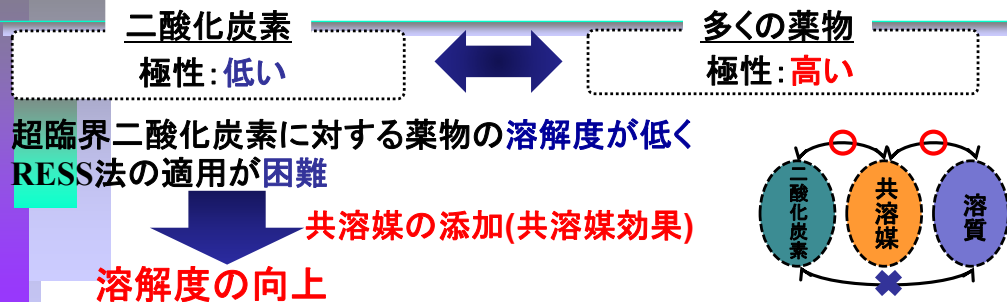 二酸化炭素
極性:低い
多くの薬物
極性:高い
超臨界二酸化炭素に対する薬物の溶解度が低く
RESS法の適用が困難
共溶媒の添加(共溶媒効果)
溶解度の向上
二酸化炭素
共溶媒
溶質